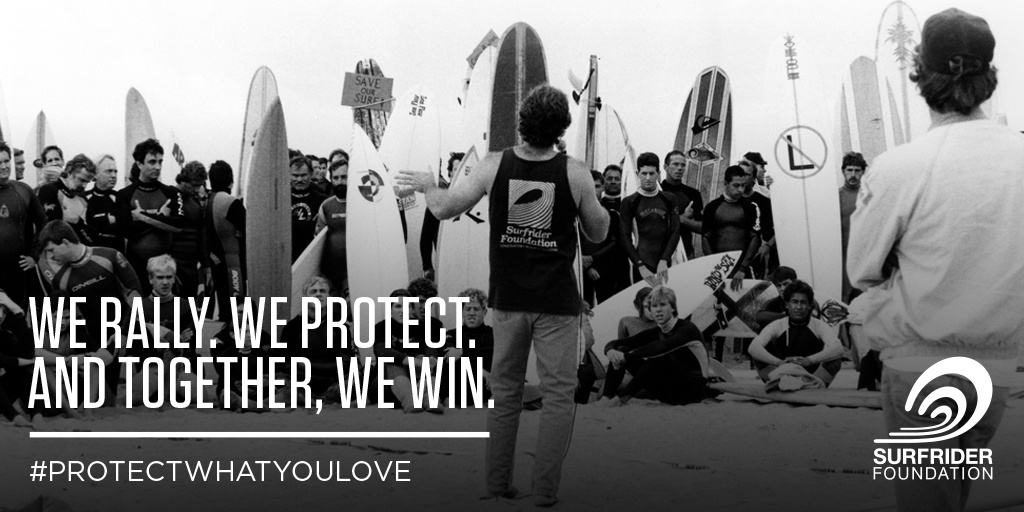 SAVE
OUR
SURF!
Surfrider
Foundation
O'NEILL
WE RALLY. WE PROTECT.
AND TOGETHER, WE WIN.
#PROTECTWHATYOULOVE
SURFRIDER
FOUNDATION